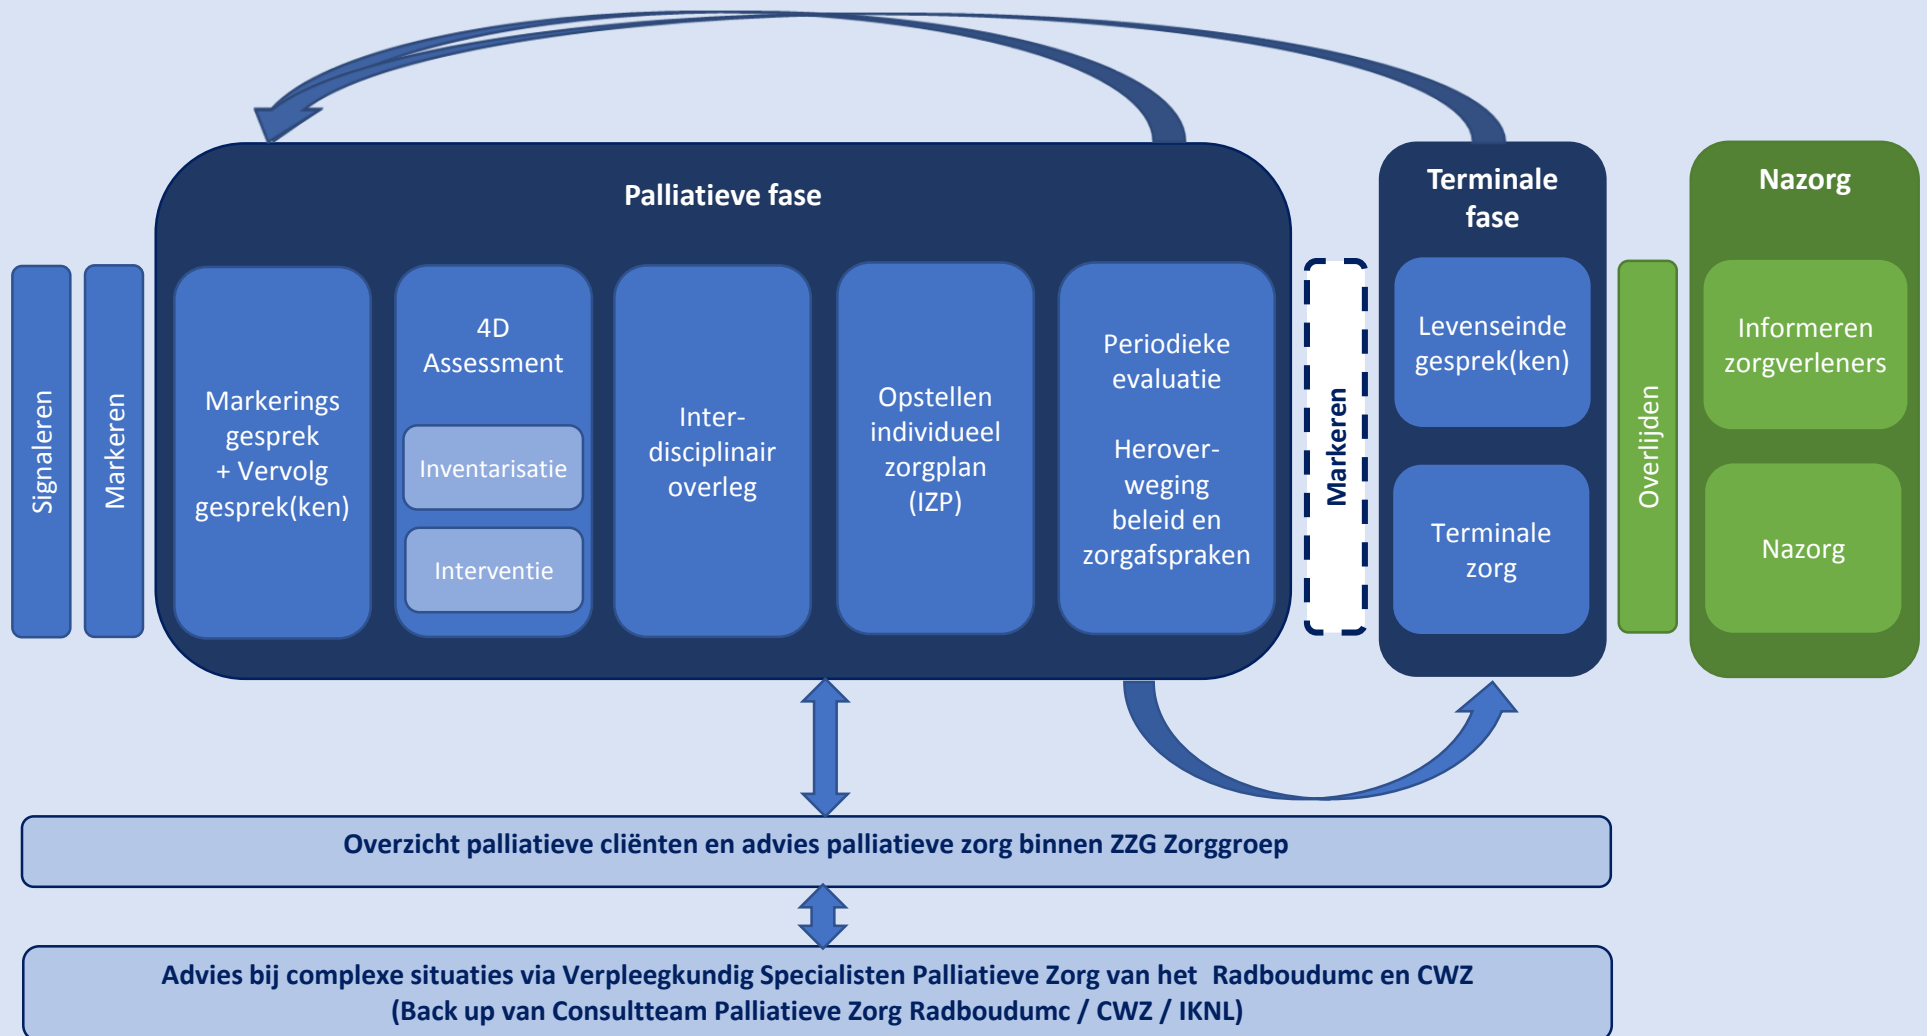 Palliatieve fase
Terminale
fase
Nazorg
Signaleren
Markeren
Markerings
gesprek
+ Vervolg
gesprek(ken)
4D
Assessment
Inventarisatie
Interventie
Inter-
disciplinair
overleg
Opstellen
individueel
zorgplan
(IZP)
Periodieke
evaluatie
Herover-
weging
beleid en
zorgafspraken
Markeren
Levenseinde
gesprek(ken)
Terminale
zorg
Overlijden
Informeren
zorgverleners
Nazorg
Overzicht palliatieve cliënten en advies palliatieve zorg binnen ZZG Zorggroep
Advies bij complexe situaties via Verpleegkundig Specialisten Palliatieve Zorg van het Radboudumc en CWZ
(Back up van Consultteam Palliatieve Zorg Radboudumc / CWZ / IKNL)